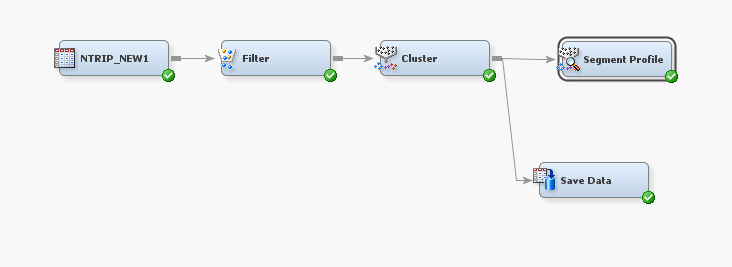 NTRIP_NEW1
Filter
Cluster
Segment Profile
Save Data